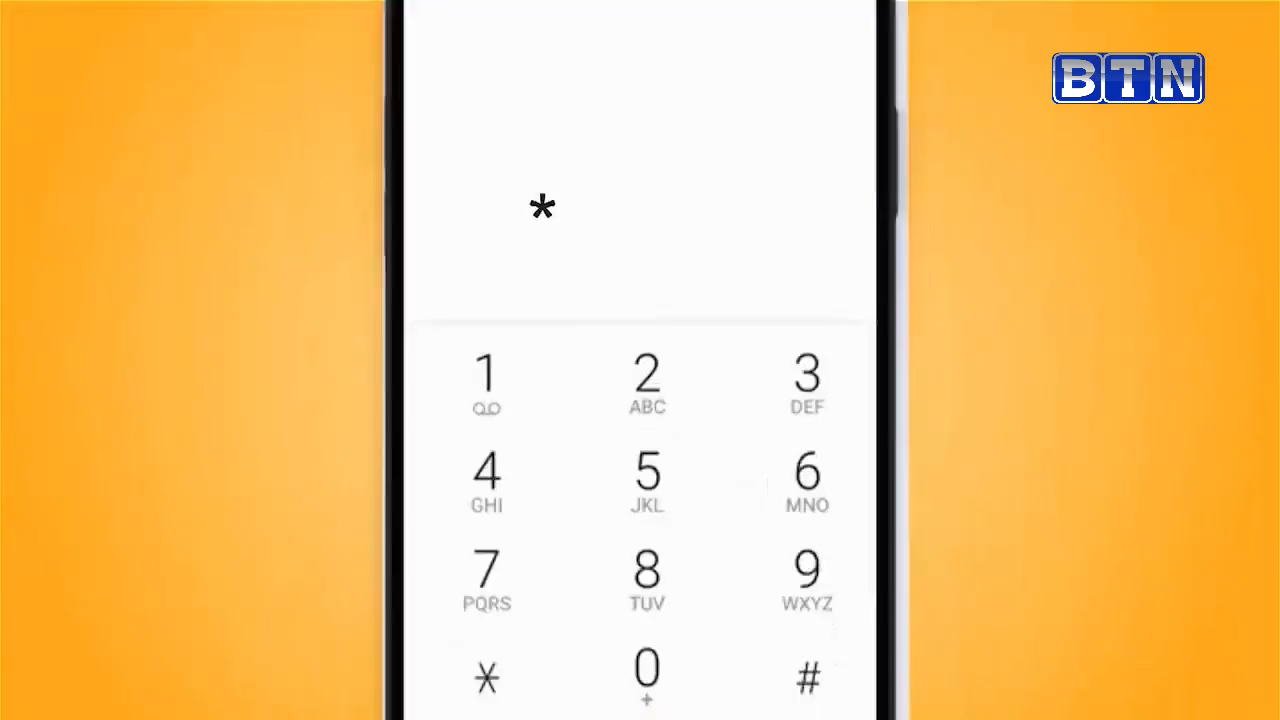 BTN
*
1 2 3
ABC DEF
4 5 6
GHI JKL MNO
7 8 9
PQRS TUV WXYZ
* 0 #
+